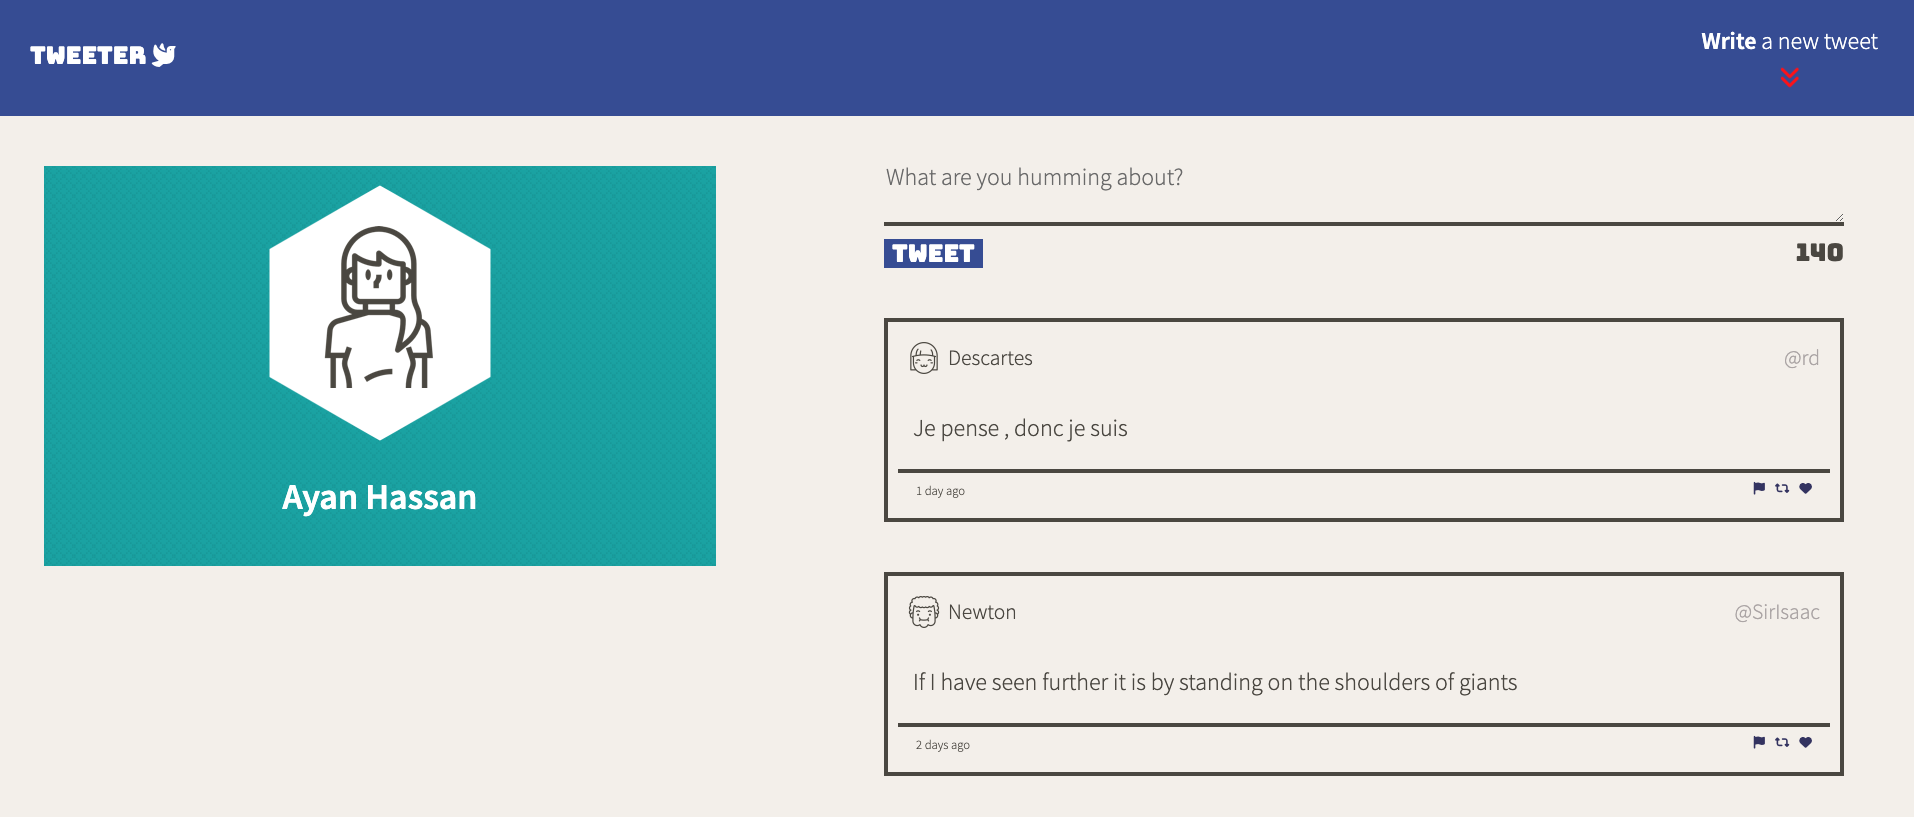 TWEETER
Write a new tweet
Ayan Hassan
What are you humming about?
TWEET
140
Descartes
@rd
Je pense , donc je suis
1 day ago
Newton
@SirIsaac
If I have seen further it is by standing on the shoulders of giants
2 days ago